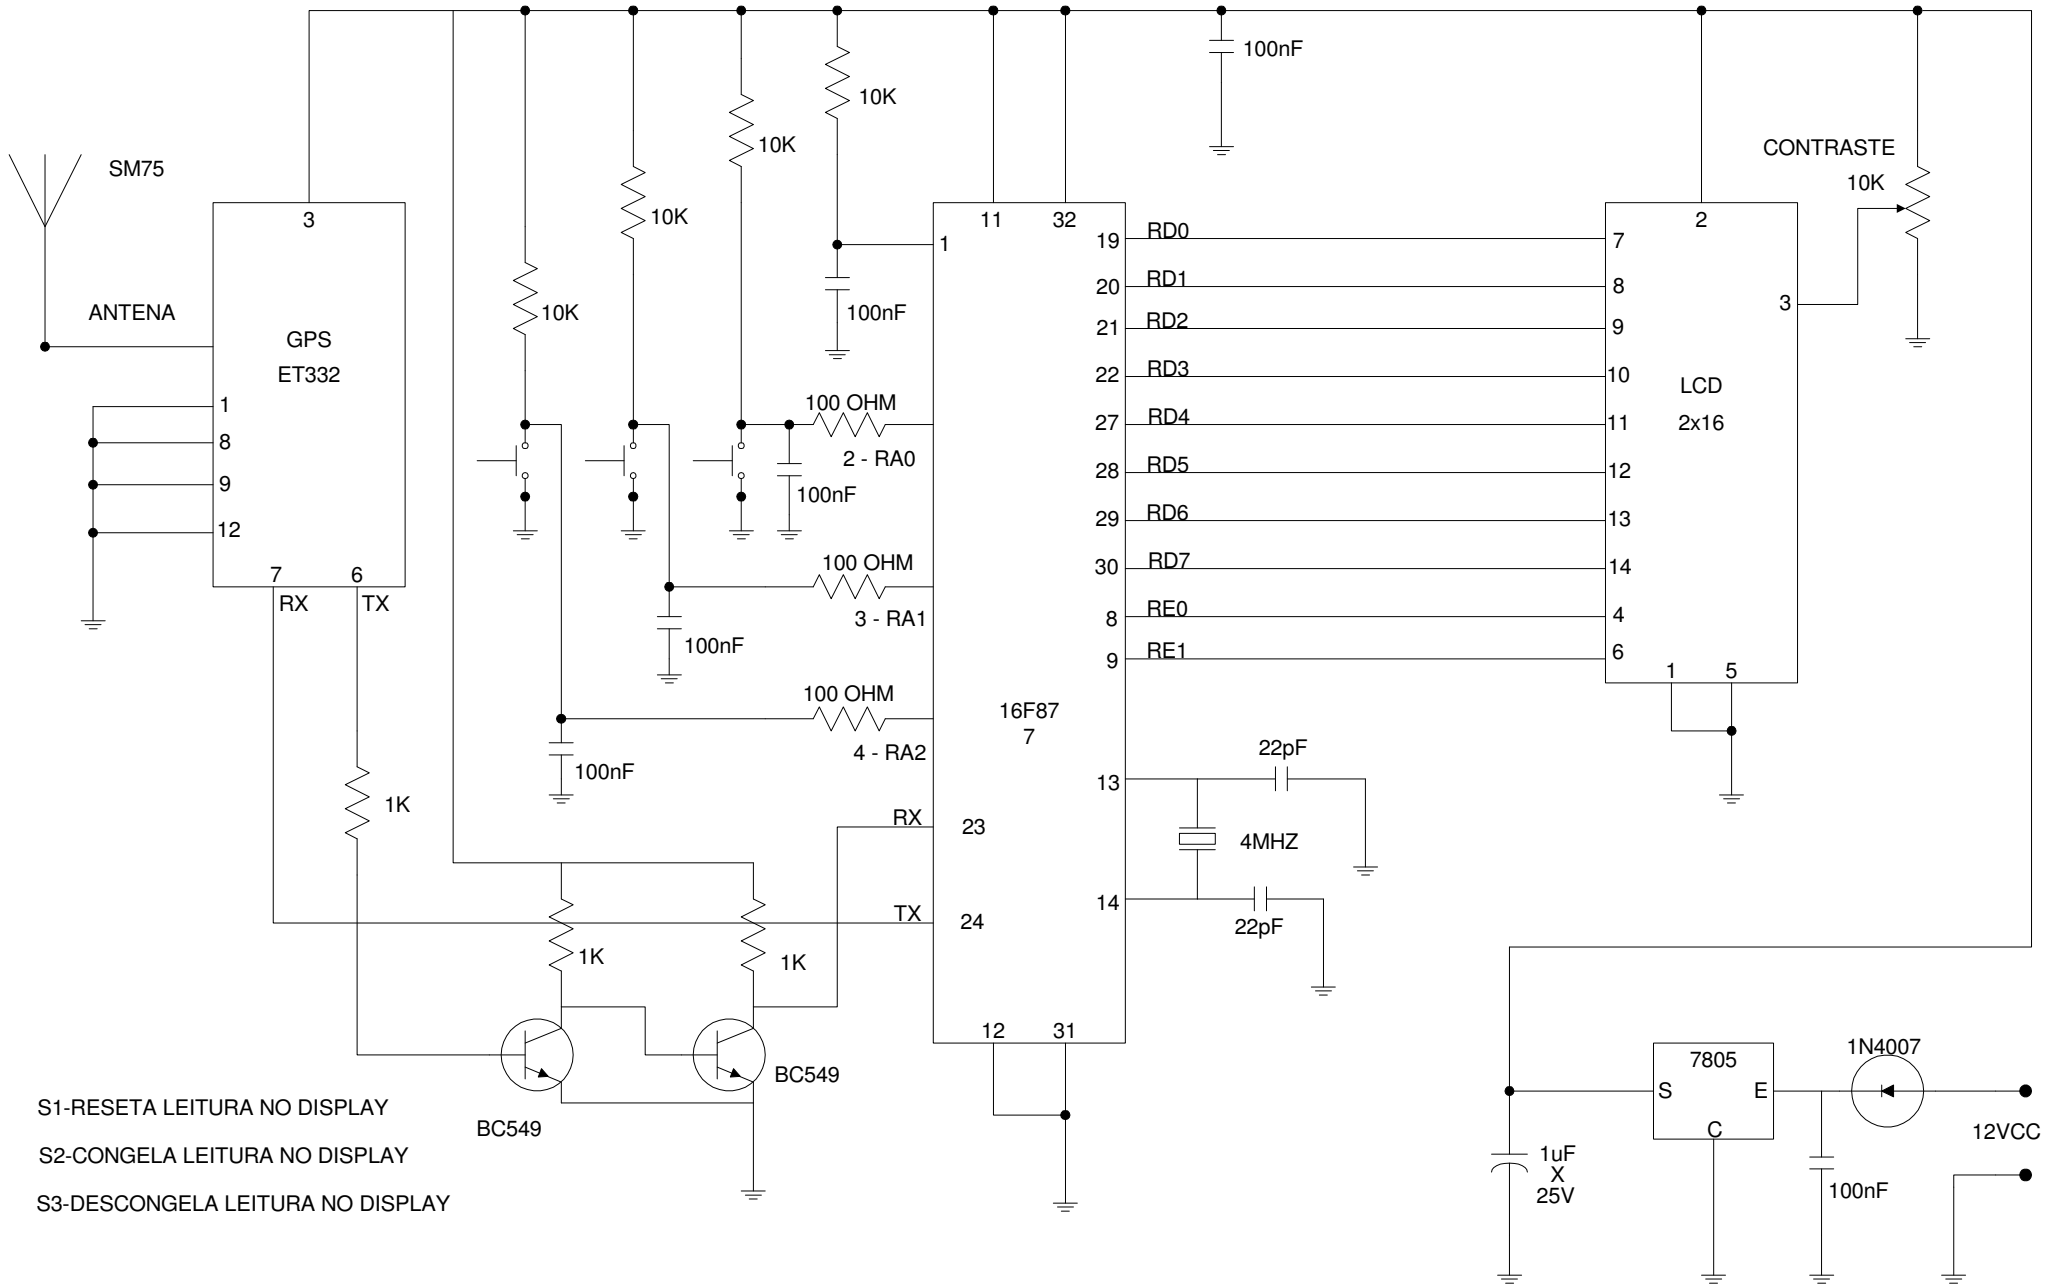 100nF
10K
10K
10K
10K
SM75
CONTRASTE
10K
3
11
32
2
1
19
RD0
7
20
RD1
8
21
RD2
9
22
RD3
10
27
RD4
11
28
RD5
12
29
RD6
13
30
RD7
14
8
RE0
4
9
RE1
6
3
LCD
2x16
1
5
ANTENA
GPS
ET332
1
8
9
12
7
6
RX
TX
100nF
100 OHM
2 - RA0
100nF
100 OHM
3 - RA1
100nF
100 OHM
4 - RA2
100nF
16F87
7
13
22pF
4MHZ
14
22pF
1K
RX
23
TX
24
1K
1K
12
31
BC549
BC549
S1-RESETA LEITURA NO DISPLAY
S2-CONGELA LEITURA NO DISPLAY
S3-DESCONGELA LEITURA NO DISPLAY
7805
S
E
C
1N4007
12VCC
1uF
X
25V
100nF